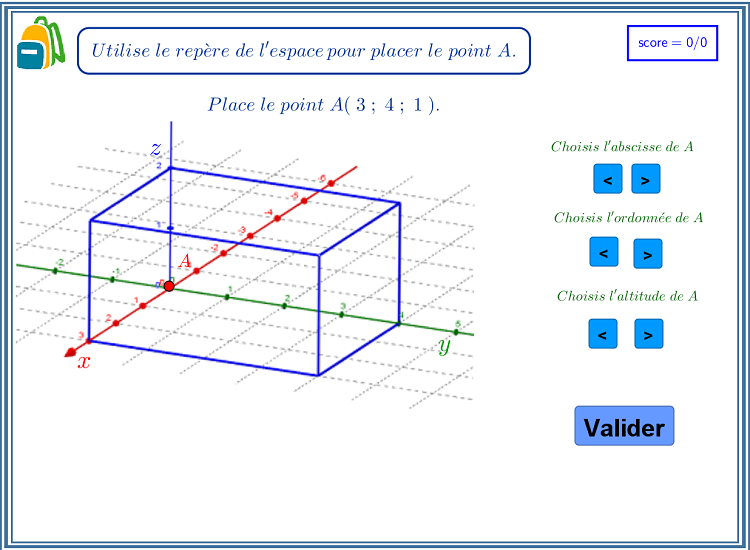 Utilise le repère de l'espace pour placer le point A.
score = 0/0
Place le point A( 3 ; 4 ; 1 ).
Choisis l'abscisse de A
< >
Choisis l'ordonnée de A
< >
Choisis l'altitude de A
< >
Valider
z
2
1
A
-2
-1
1
2
3
4
5
-2
-3
-4
-5
1
2
3
x
y